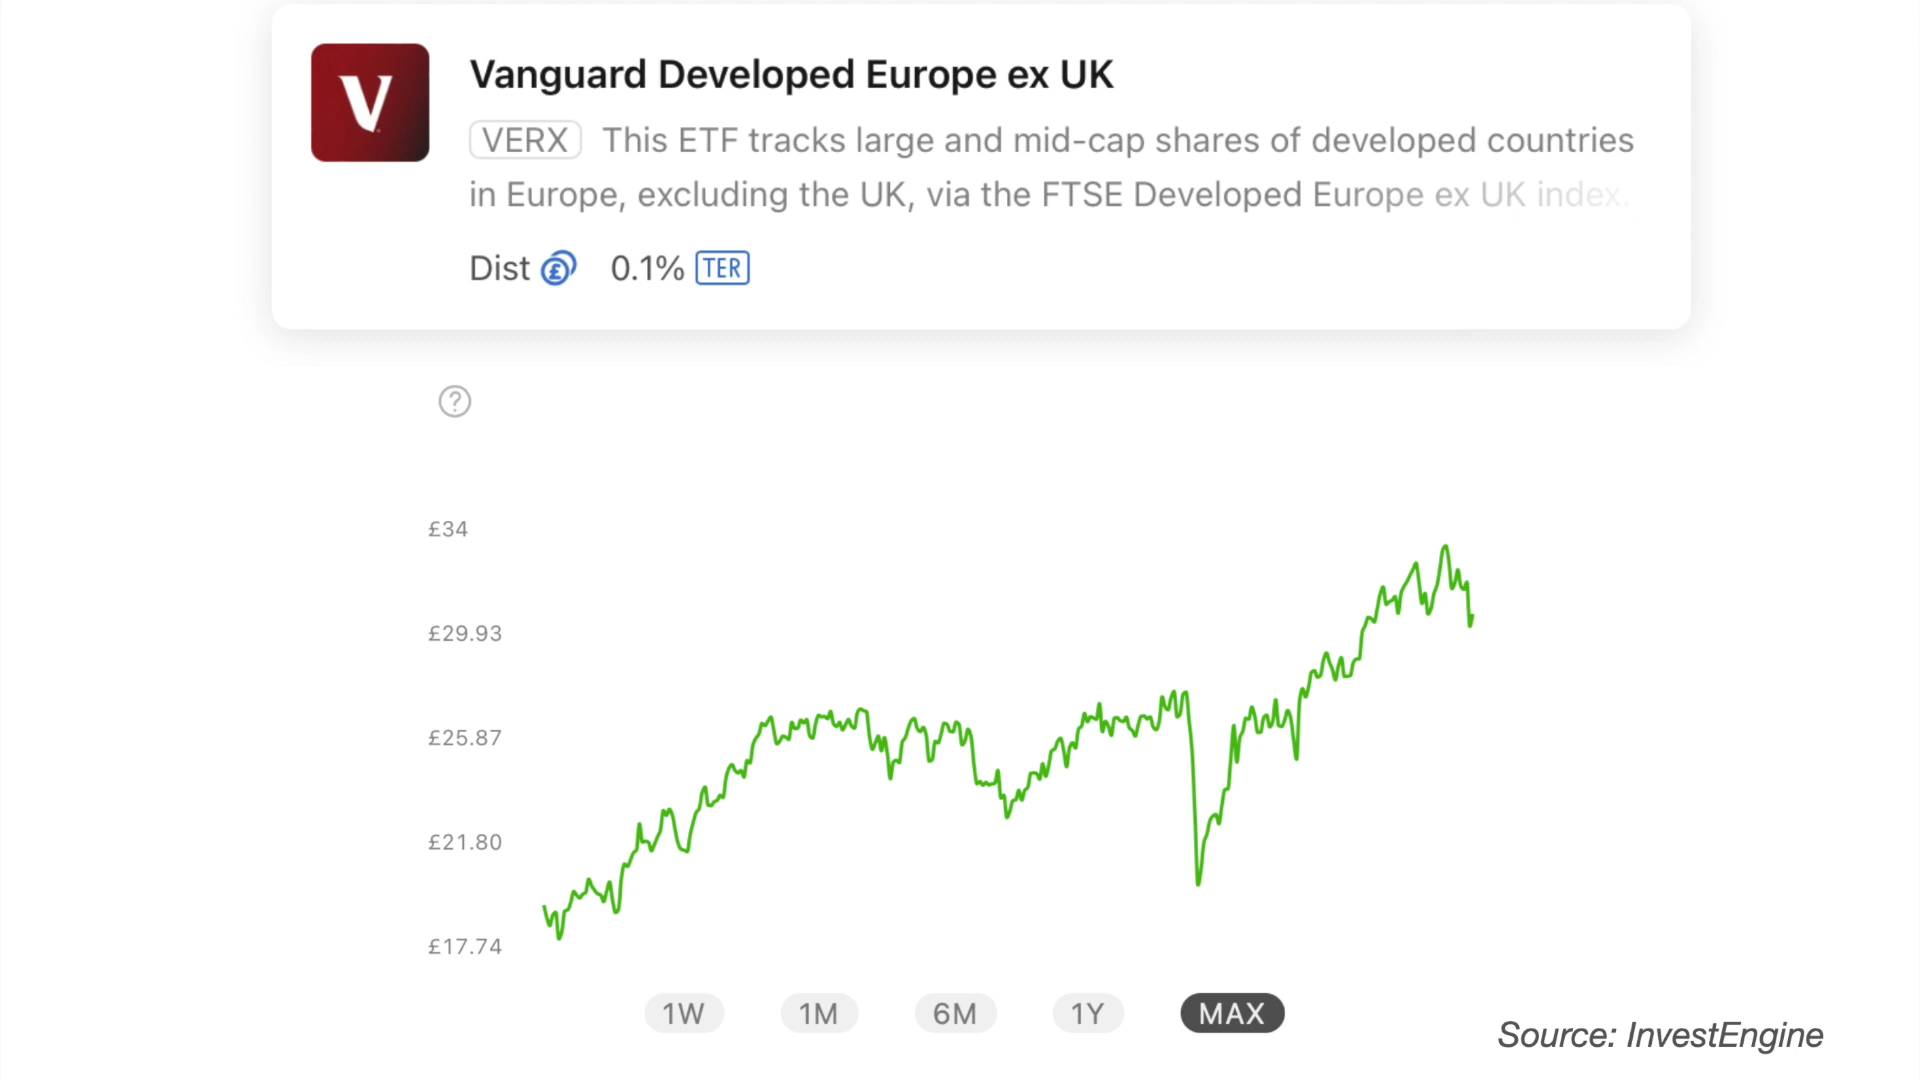 V
Vanguard Developed Europe ex UK
VERX This ETF tracks large and mid-cap shares of developed countries
in Europe, excluding the UK, via the FTSE Developed Europe ex UK index.
Dist £ 0.1% TER
?
£34
£29.93
£25.87
£21.80
£17.74
1W 1M 6M 1Y MAX
Source: InvestEngine